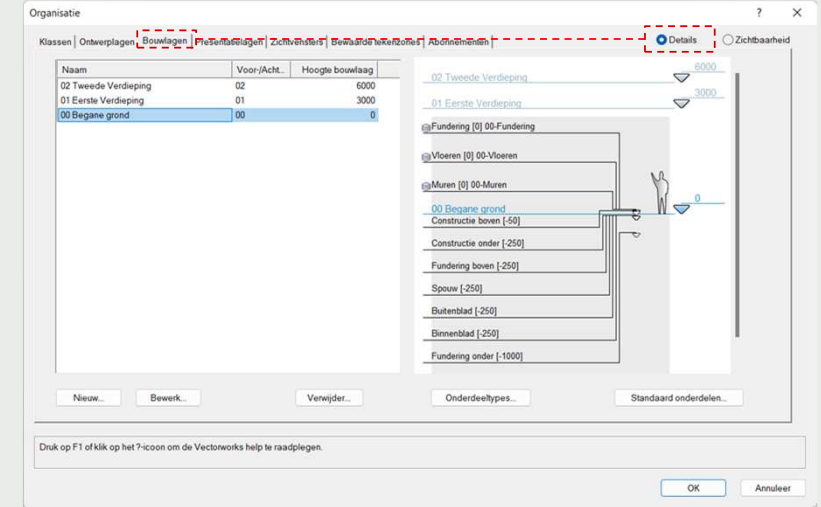 Organisatie
Klassen Ontwerplagen Bouwlagen Presentatielagen Zichtvensters Bewaarde tekenzones Abonnementen Details Zichtbaarheid
Naam Voor-/Acht... Hoogte bouwlaag
02 Tweede Verdieping 02 6000
01 Eerste Verdieping 01 3000
00 Begane grond 00 0
02 Tweede Verdieping 6000
01 Eerste Verdieping 3000
Fundering [0] 00-Fundering
Vloeren [0] 00-Vloeren
Muren [0] 00-Muren
00 Begane grond 0
Constructie boven [-50]
Constructie onder [-250]
Fundering boven [-250]
Spouw [-250]
Buitenblad [-250]
Binnenblad [-250]
Fundering onder [-1000]
Nieuw... Bewerk... Verwijder... Onderdeeltypes... Standaard onderdelen...
Druk op F1 of klik op het ?-icoon om de Vectorworks help te raadplegen.
OK Annuleer